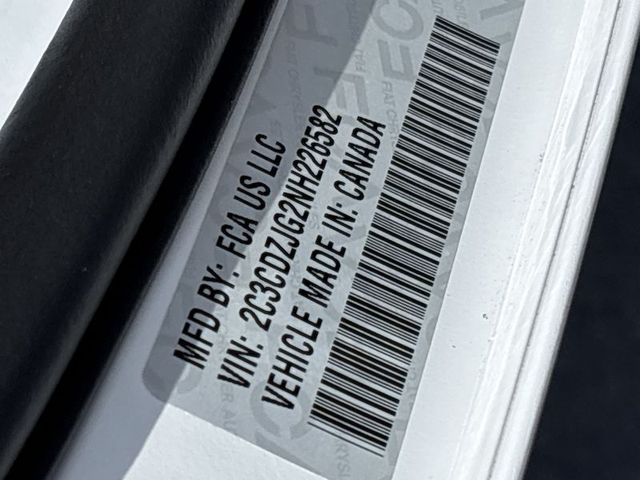 MFD BY: FCA US LLC
VIN: 2C3CDZJG2NH226582
VEHICLE MADE IN: CANADA